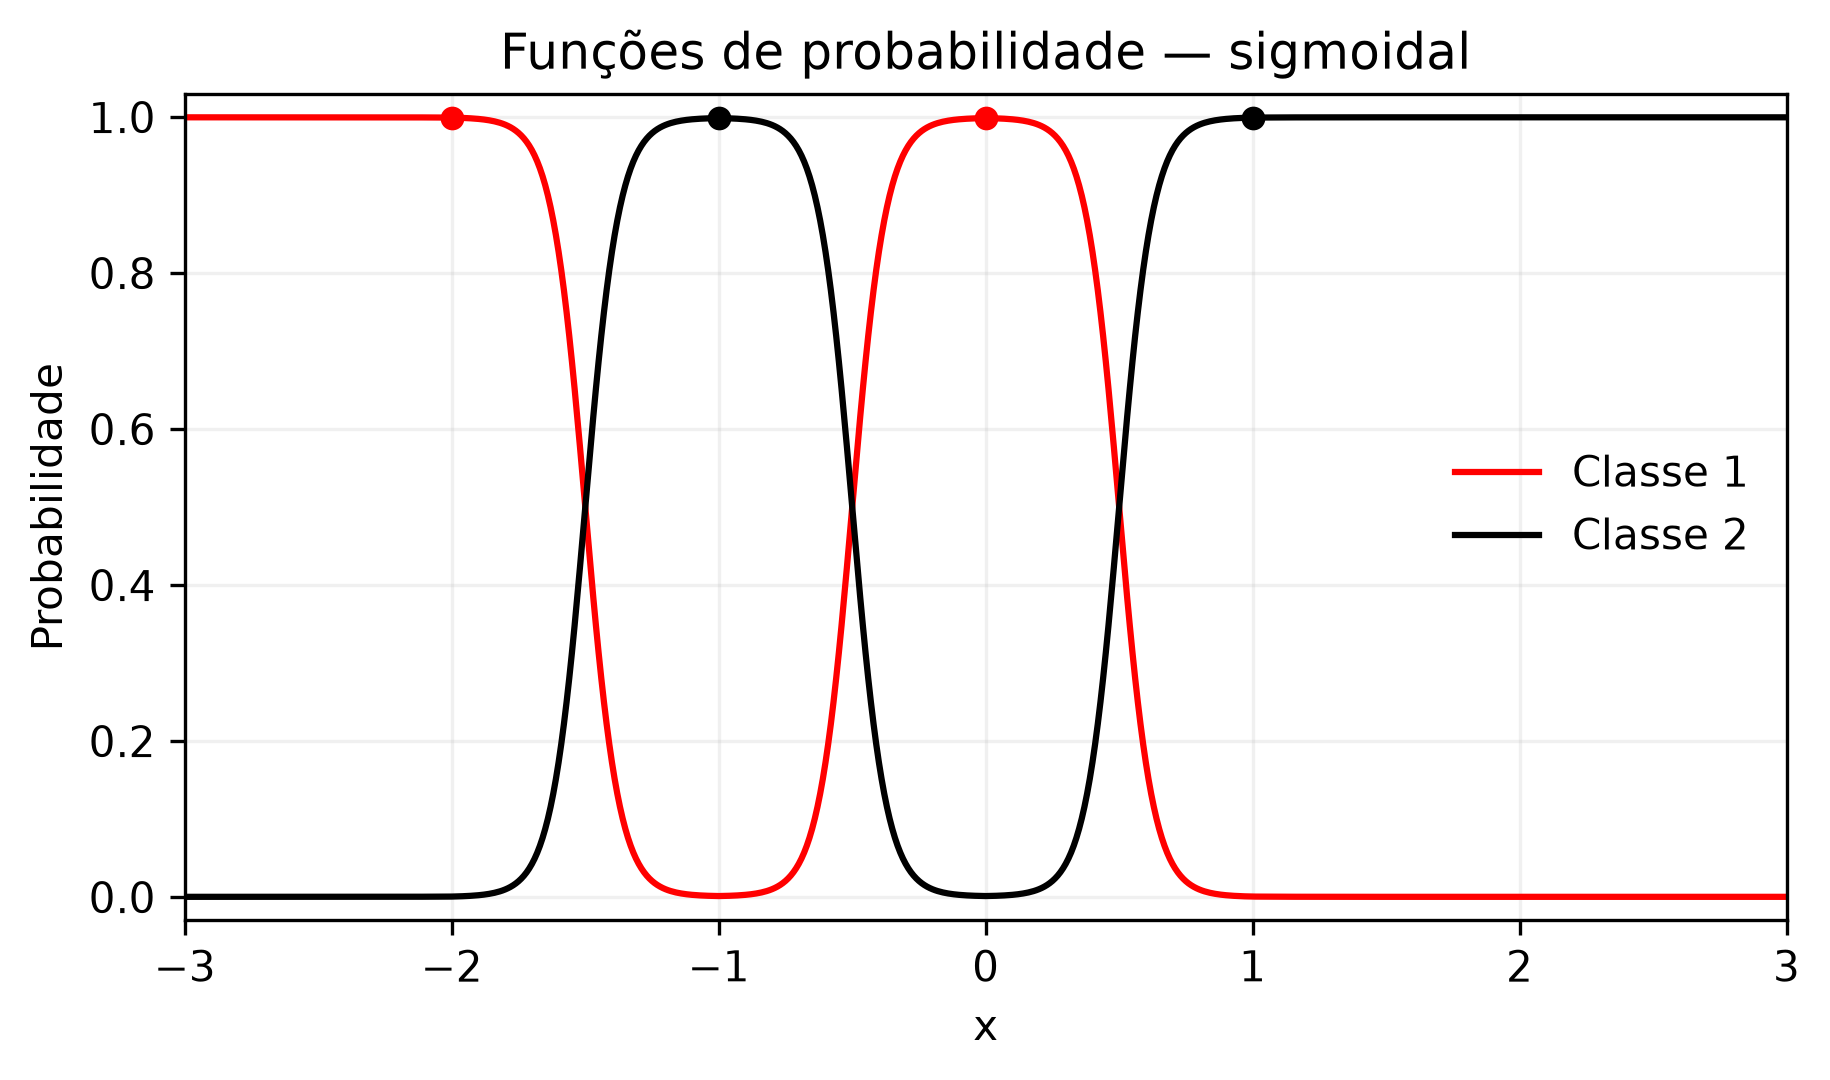 Funções de probabilidade — sigmoidal
1.0
0.8
0.6
0.4
0.2
0.0
Probabilidade
Classe 1
Classe 2
−3 −2 −1 0 1 2 3
x